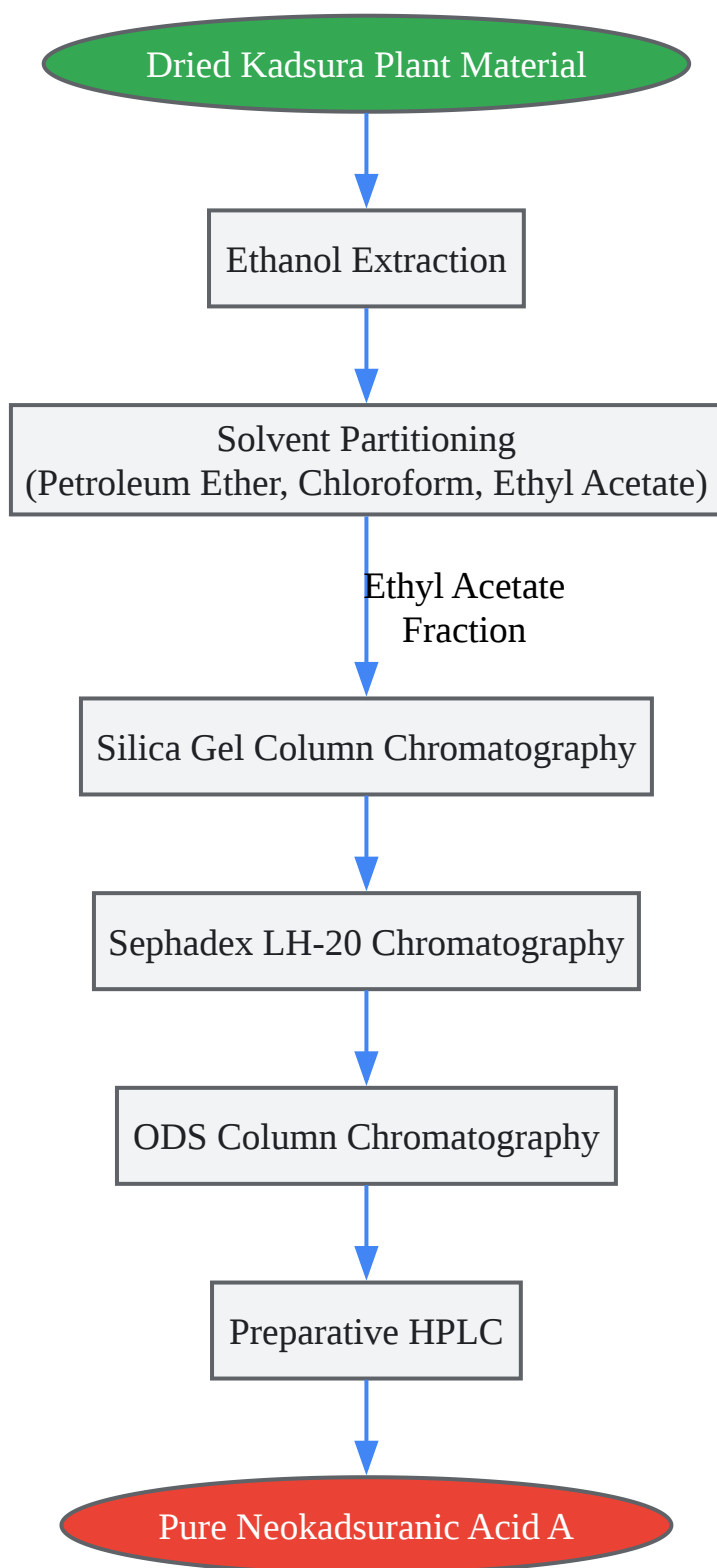 Dried Kadsura Plant Material
Ethanol Extraction
Solvent Partitioning
(Petroleum Ether, Chloroform, Ethyl Acetate)
Ethyl Acetate
Fraction
Silica Gel Column Chromatography
Sephadex LH-20 Chromatography
ODS Column Chromatography
Preparative HPLC
Pure Neokadsuranic Acid A